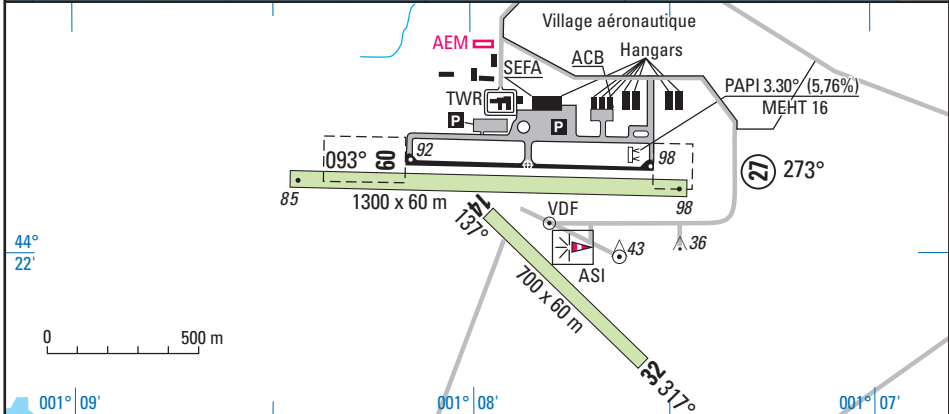 Village aéronautique
AEM
Hangars
ACB
SEFA
PAPI 3.30° (5,76%)
MEHT 16
TWR
P
P
92
98
093°
09
27
273°
85
1300 x 60 m
98
14
137°
VDF
43
36
ASI
44°
22'
700 x 60 m
0
500 m
32
317°
001° 09'
001° 08'
001° 07'